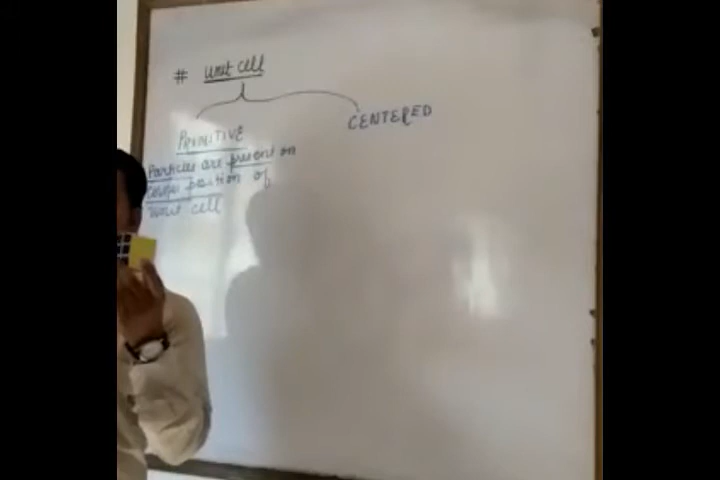 # Unit cell
PRIMITIVE
CENTERED
Particles are present on
corner position of
Unit cell